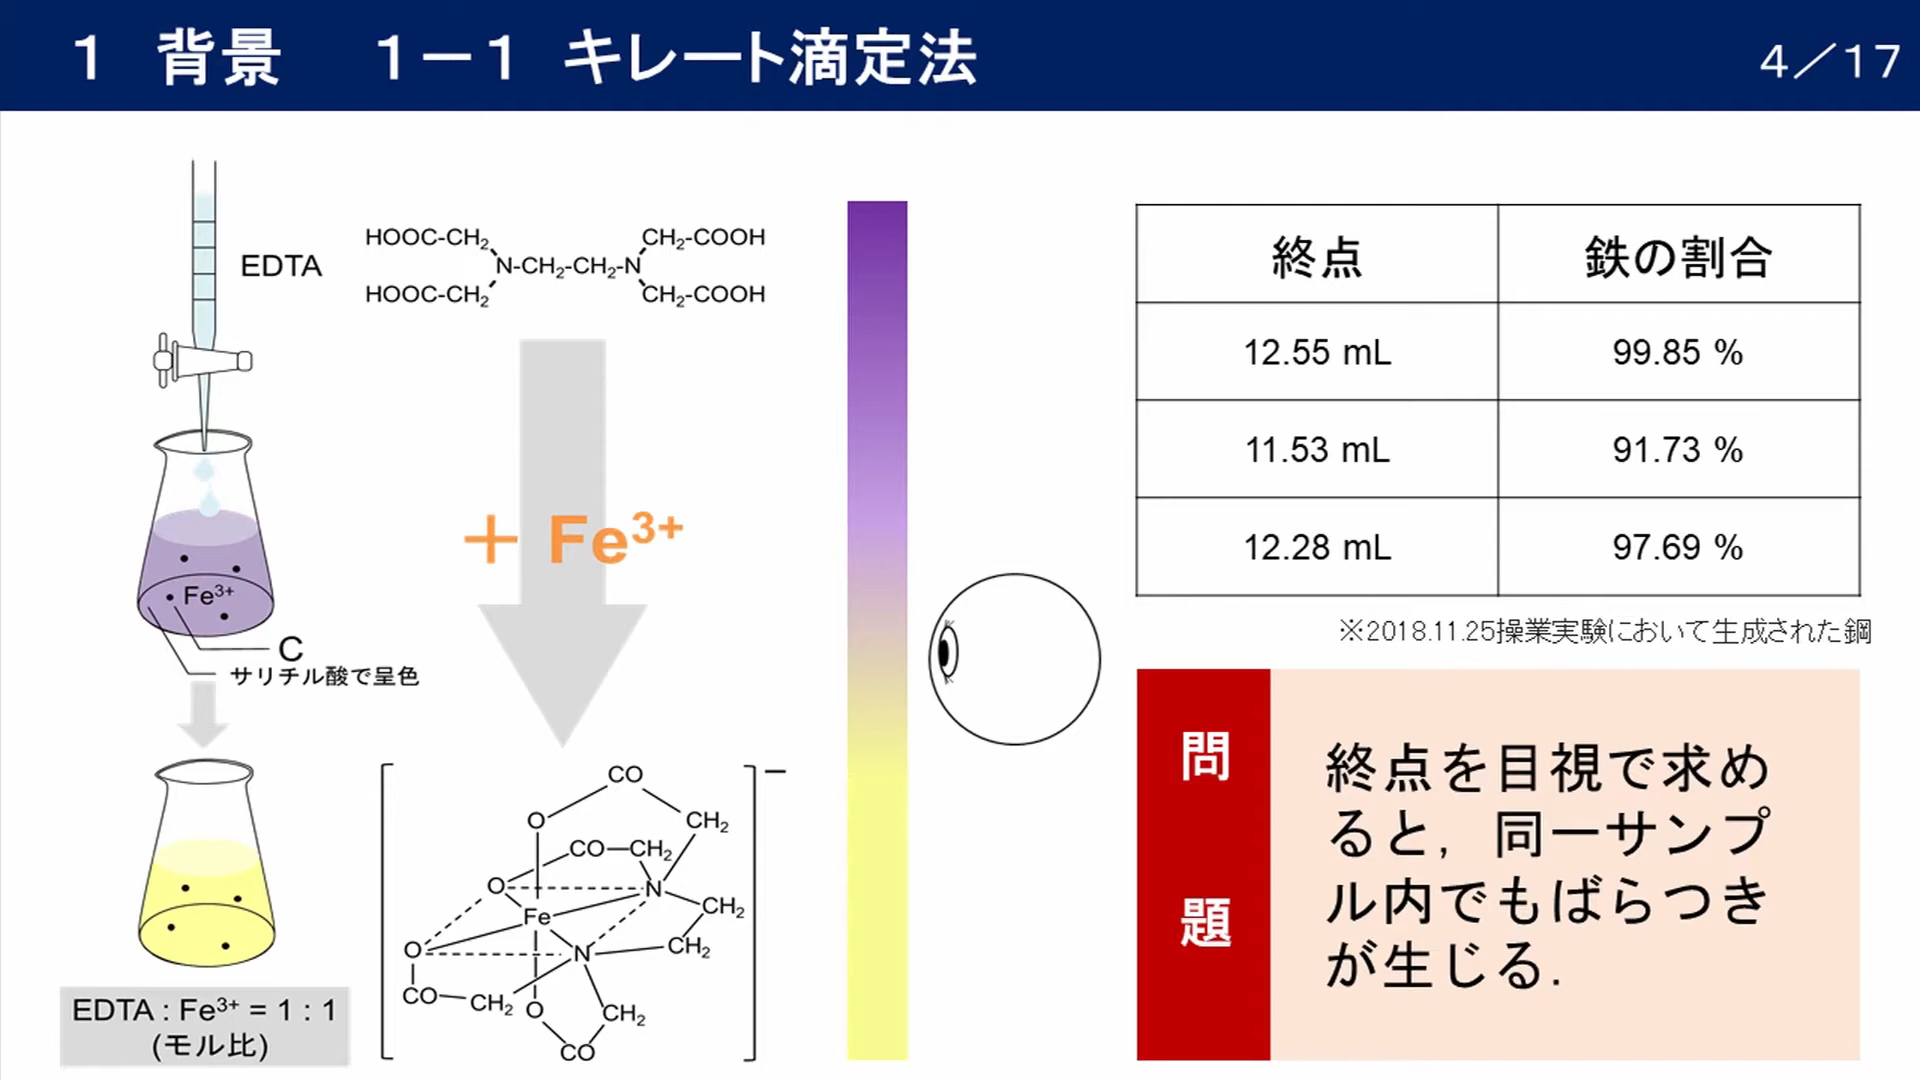 1 背景 1－1 キレート滴定法
4／17
EDTA
HOOC-CH₂
CH₂-COOH
N-CH₂-CH₂-N
HOOC-CH₂
CH₂-COOH
＋ Fe³⁺
Fe³⁺
C
サリチル酸で呈色
EDTA : Fe³⁺ = 1 : 1
(モル比)
CO
O
CH₂
CO
CH₂
O
N
CH₂
Fe
O
N
CH₂
CO
CH₂
O
CH₂
CO
－
終点 鉄の割合
12.55 mL 99.85 %
11.53 mL 91.73 %
12.28 mL 97.69 %
※2018.11.25操業実験において生成された鋼
問
題
終点を目視で求め
ると，同一サンプ
ル内でもばらつき
が生じる．